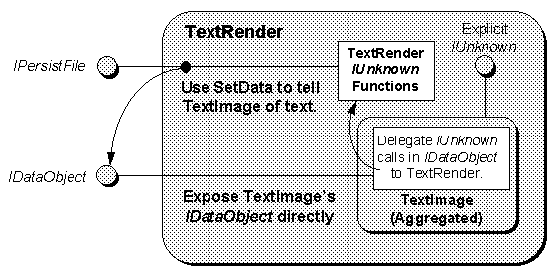 TextRender
Explicit
IUnknown
TextRender
IUnknown
Functions
IPersistFile
Use SetData to tell
TextImage of text.
Delegate IUnknown
calls in IDataObject
to TextRender.
IDataObject
Expose TextImage's
IDataObject directly
TextImage
(Aggregated)